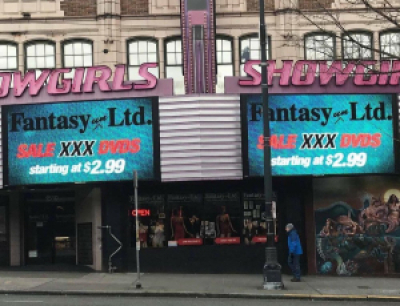 SHOWGIRLS
Fantasy Ltd.
SALE XXX DVDS
starting at $2.99
SHOWGIRLS
Fantasy Ltd.
SALE XXX DVDS
starting at $2.99
OPEN